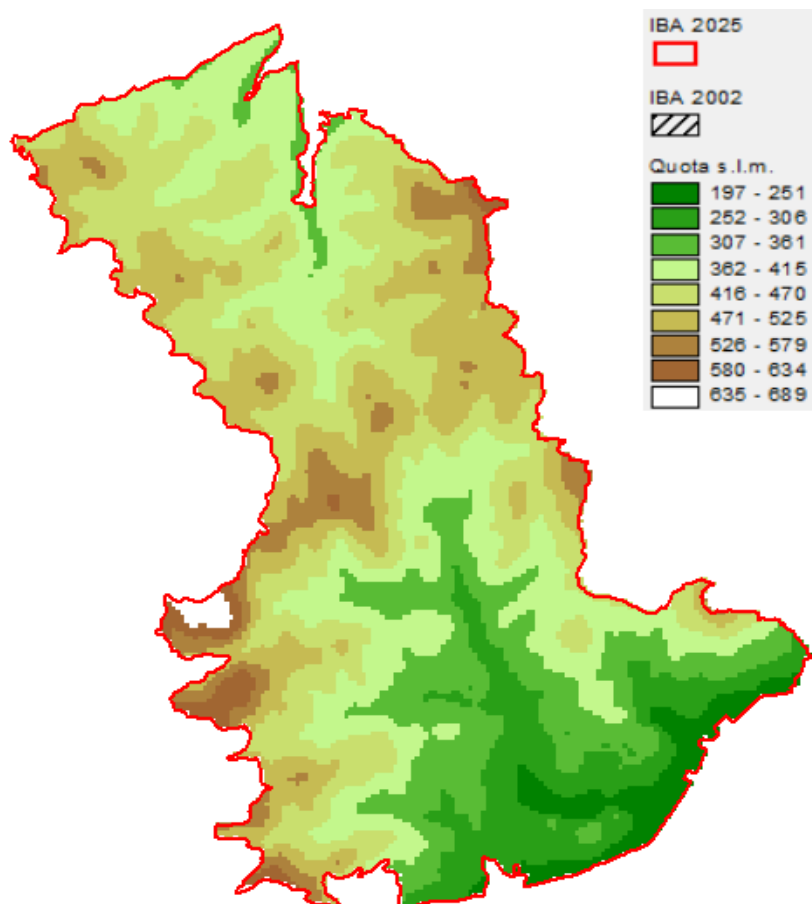 IBA 2025
IBA 2002
Quota s.l.m.
197 - 251
252 - 306
307 - 361
362 - 415
416 - 470
471 - 525
526 - 579
580 - 634
635 - 689